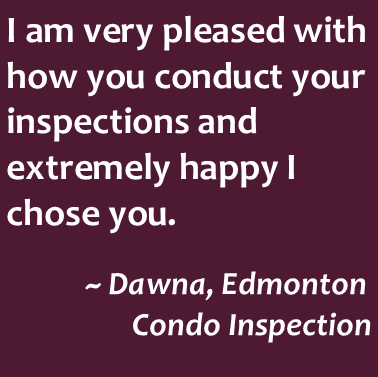 I am very pleased with
how you conduct your
inspections and
extremely happy I
chose you.
~ Dawna, Edmonton
Condo Inspection